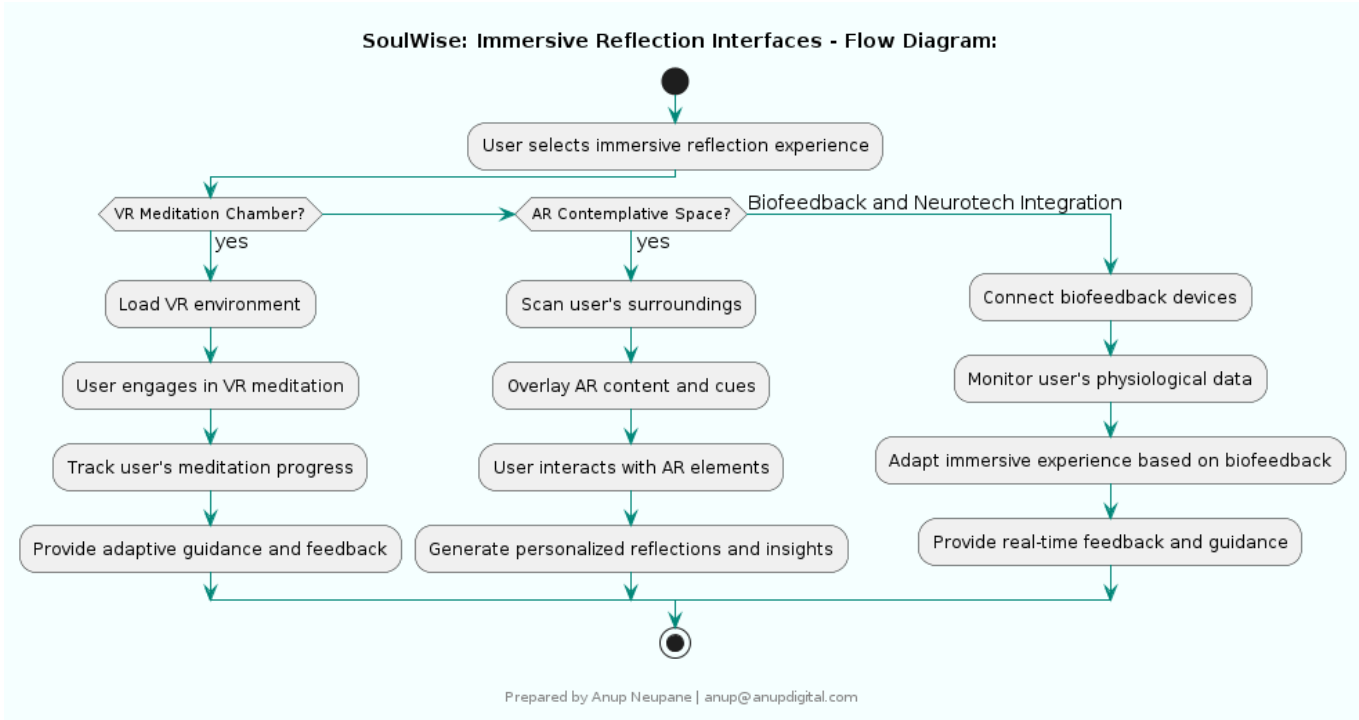 SoulWise: Immersive Reflection Interfaces - Flow Diagram:
User selects immersive reflection experience
VR Meditation Chamber?
yes
Load VR environment
User engages in VR meditation
Track user's meditation progress
Provide adaptive guidance and feedback
AR Contemplative Space?
yes
Scan user's surroundings
Overlay AR content and cues
User interacts with AR elements
Generate personalized reflections and insights
Biofeedback and Neurotech Integration
Connect biofeedback devices
Monitor user's physiological data
Adapt immersive experience based on biofeedback
Provide real-time feedback and guidance
Prepared by Anup Neupane | anup@anupdigital.com